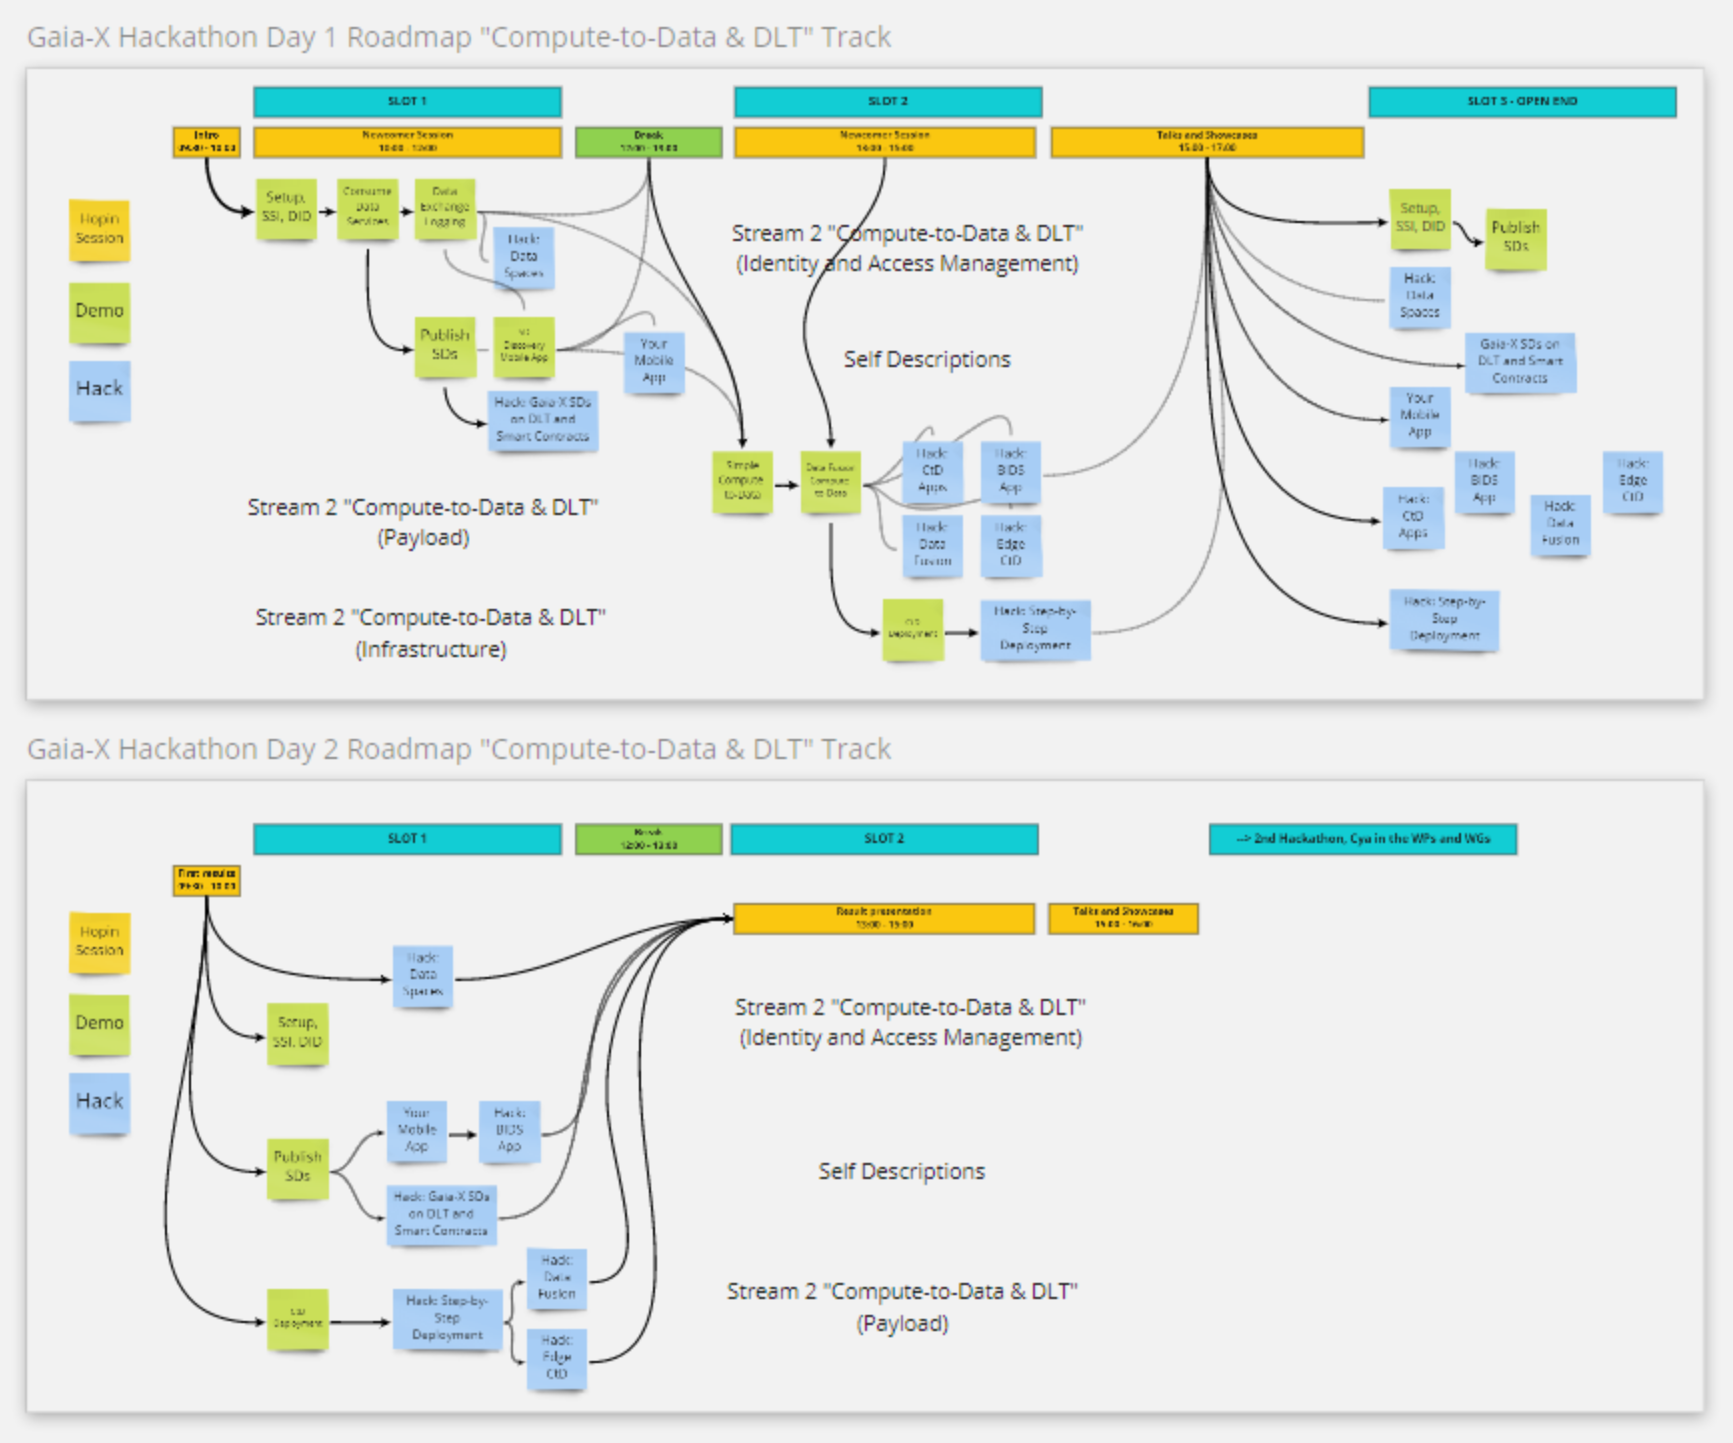 Gaia-X Hackathon Day 1 Roadmap "Compute-to-Data & DLT" Track
SLOT 1
SLOT 2
SLOT 3 - OPEN END
Intro
Newcomer Session
10:00 - 12:00
Break
Newcomer Session
Talks and Showcases
15:00 - 17:00
Hopin
Session
Demo
Hack
Setup,
SSI, DID
Consume
Data
Services
Data
Exchange
Logging
Hack:
Data
Spaces
Publish
SDs
Discovery
Mobile App
Your
Mobile
App
Hack: Gaia-X SDs
on DLT and
Smart Contracts
Stream 2 "Compute-to-Data & DLT"
(Identity and Access Management)
Self Descriptions
Stream 2 "Compute-to-Data & DLT"
(Payload)
Stream 2 "Compute-to-Data & DLT"
(Infrastructure)
Simple
Compute
-to-Data
Data Fusion
Compute
to Data
Hack:
CtD
Apps
Hack:
BIDS
App
Hack:
Data
Fusion
Hack:
Edge
CtD
Deployment
Hack: Step-by-
Step
Deployment
Setup,
SSI, DID
Publish
SDs
Hack:
Data
Spaces
Gaia-X SDs on
DLT and Smart
Contracts
Your
Mobile
App
Hack:
BIDS
App
Hack:
Edge
CtD
Hack:
CtD
Apps
Hack:
Data
Fusion
Hack: Step-by-
Step
Deployment
Gaia-X Hackathon Day 2 Roadmap "Compute-to-Data & DLT" Track
SLOT 1
Break
12:00 - 13:00
SLOT 2
--> 2nd Hackathon, Cya in the WPs and WGs
First results
Result presentation
13:00 - 15:00
Talks and Showcases
15:00 - 16:00
Hopin
Session
Demo
Hack
Hack:
Data
Spaces
Setup,
SSI, DID
Your
Mobile
App
Hack:
BIDS
App
Publish
SDs
Hack: Gaia-X SDs
on DLT and
Smart Contracts
Hack:
Data
Fusion
Deployment
Hack: Step-by-
Step
Deployment
Hack:
Edge
CtD
Stream 2 "Compute-to-Data & DLT"
(Identity and Access Management)
Self Descriptions
Stream 2 "Compute-to-Data & DLT"
(Payload)